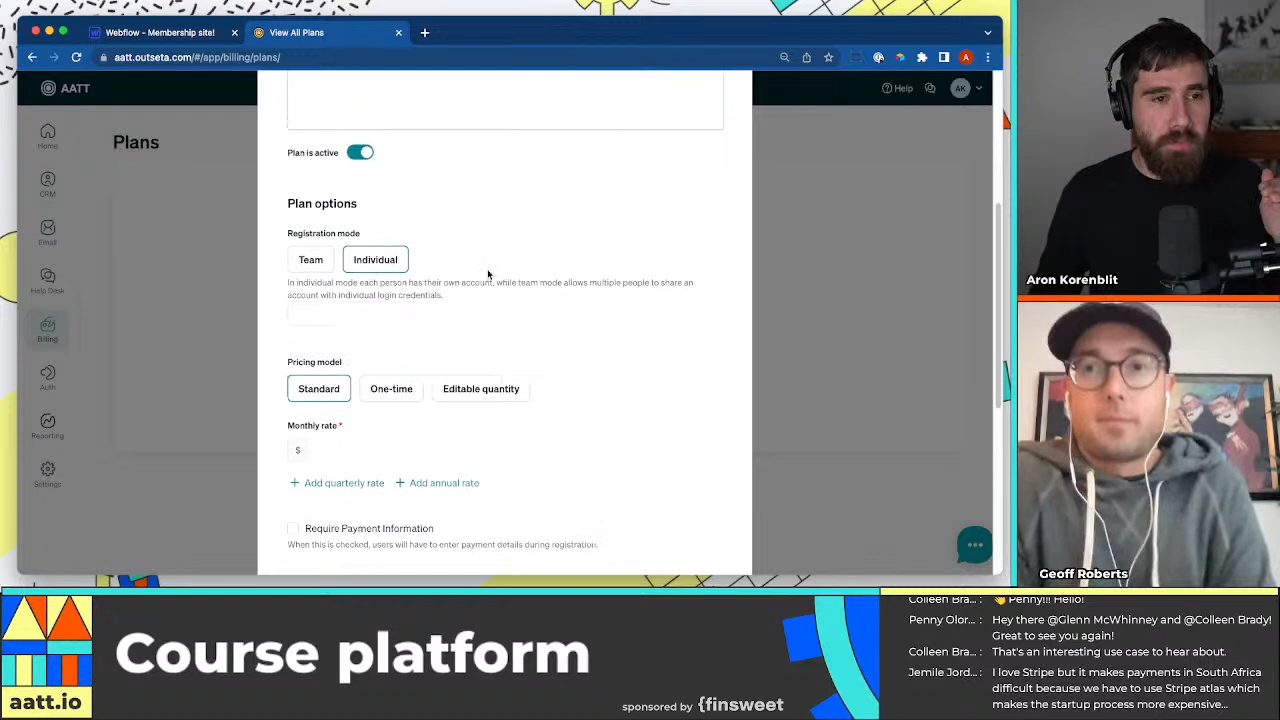 Webflow - Membership site!
View All Plans
aatt.outseta.com/#/app/billing/plans/
A
AATT
Help
AK
Home
CRM
Email
Help Desk
Billing
Auth
Reporting
Settings
Plans
Plan is active
Plan options
Registration mode
Team
Individual
In individual mode each person has their own account, while team mode allows multiple people to share an
account with individual login credentials.
Pricing model
Standard
One-time
Editable quantity
Monthly rate *
$
+ Add quarterly rate
+ Add annual rate
Require Payment Information
When this is checked, users will have to enter payment details during registration.
Aron Korenblit
Geoff Roberts
aatt.io
Course platform
sponsored by {finsweet
Colleen Bra... : 👋 Penny!!! Hello!
Penny Olor... : Hey there @Glenn McWhinney and @Colleen Brady!
Great to see you again!
Colleen Bra... : That's an interesting use case to hear about.
Jemile Jord... : I love Stripe but it makes payments in South Africa
difficult because we have to use Stripe atlas which
makes the startup process more expensive...